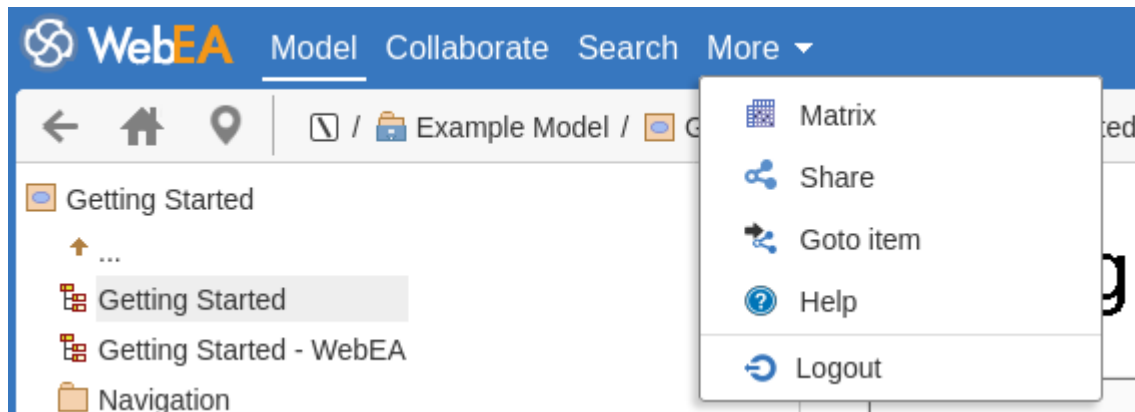 WebEA Model Collaborate Search More
/ Example Model / G ted
Matrix
Share
Goto item
Help
Logout
Getting Started
...
Getting Started
Getting Started - WebEA
Navigation
g